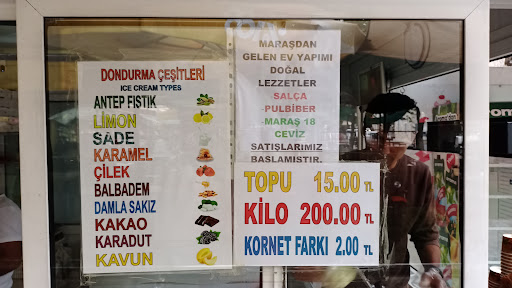 DONDURMA ÇEŞİTLERİ
ICE CREAM TYPES
ANTEP FISTIK
LİMON
SADE
KARAMEL
ÇİLEK
BALBADEM
DAMLA SAKIZ
KAKAO
KARADUT
KAVUN
MARAŞDAN
GELEN EV YAPIMI
DOĞAL
LEZZETLER
SALÇA
PULBİBER
MARAŞ 18
CEVİZ
SATIŞLARIMIZ
BAŞLAMIŞTIR.
TOPU 15.00 TL
KİLO 200.00 TL
KORNET FARKI 2.00 TL